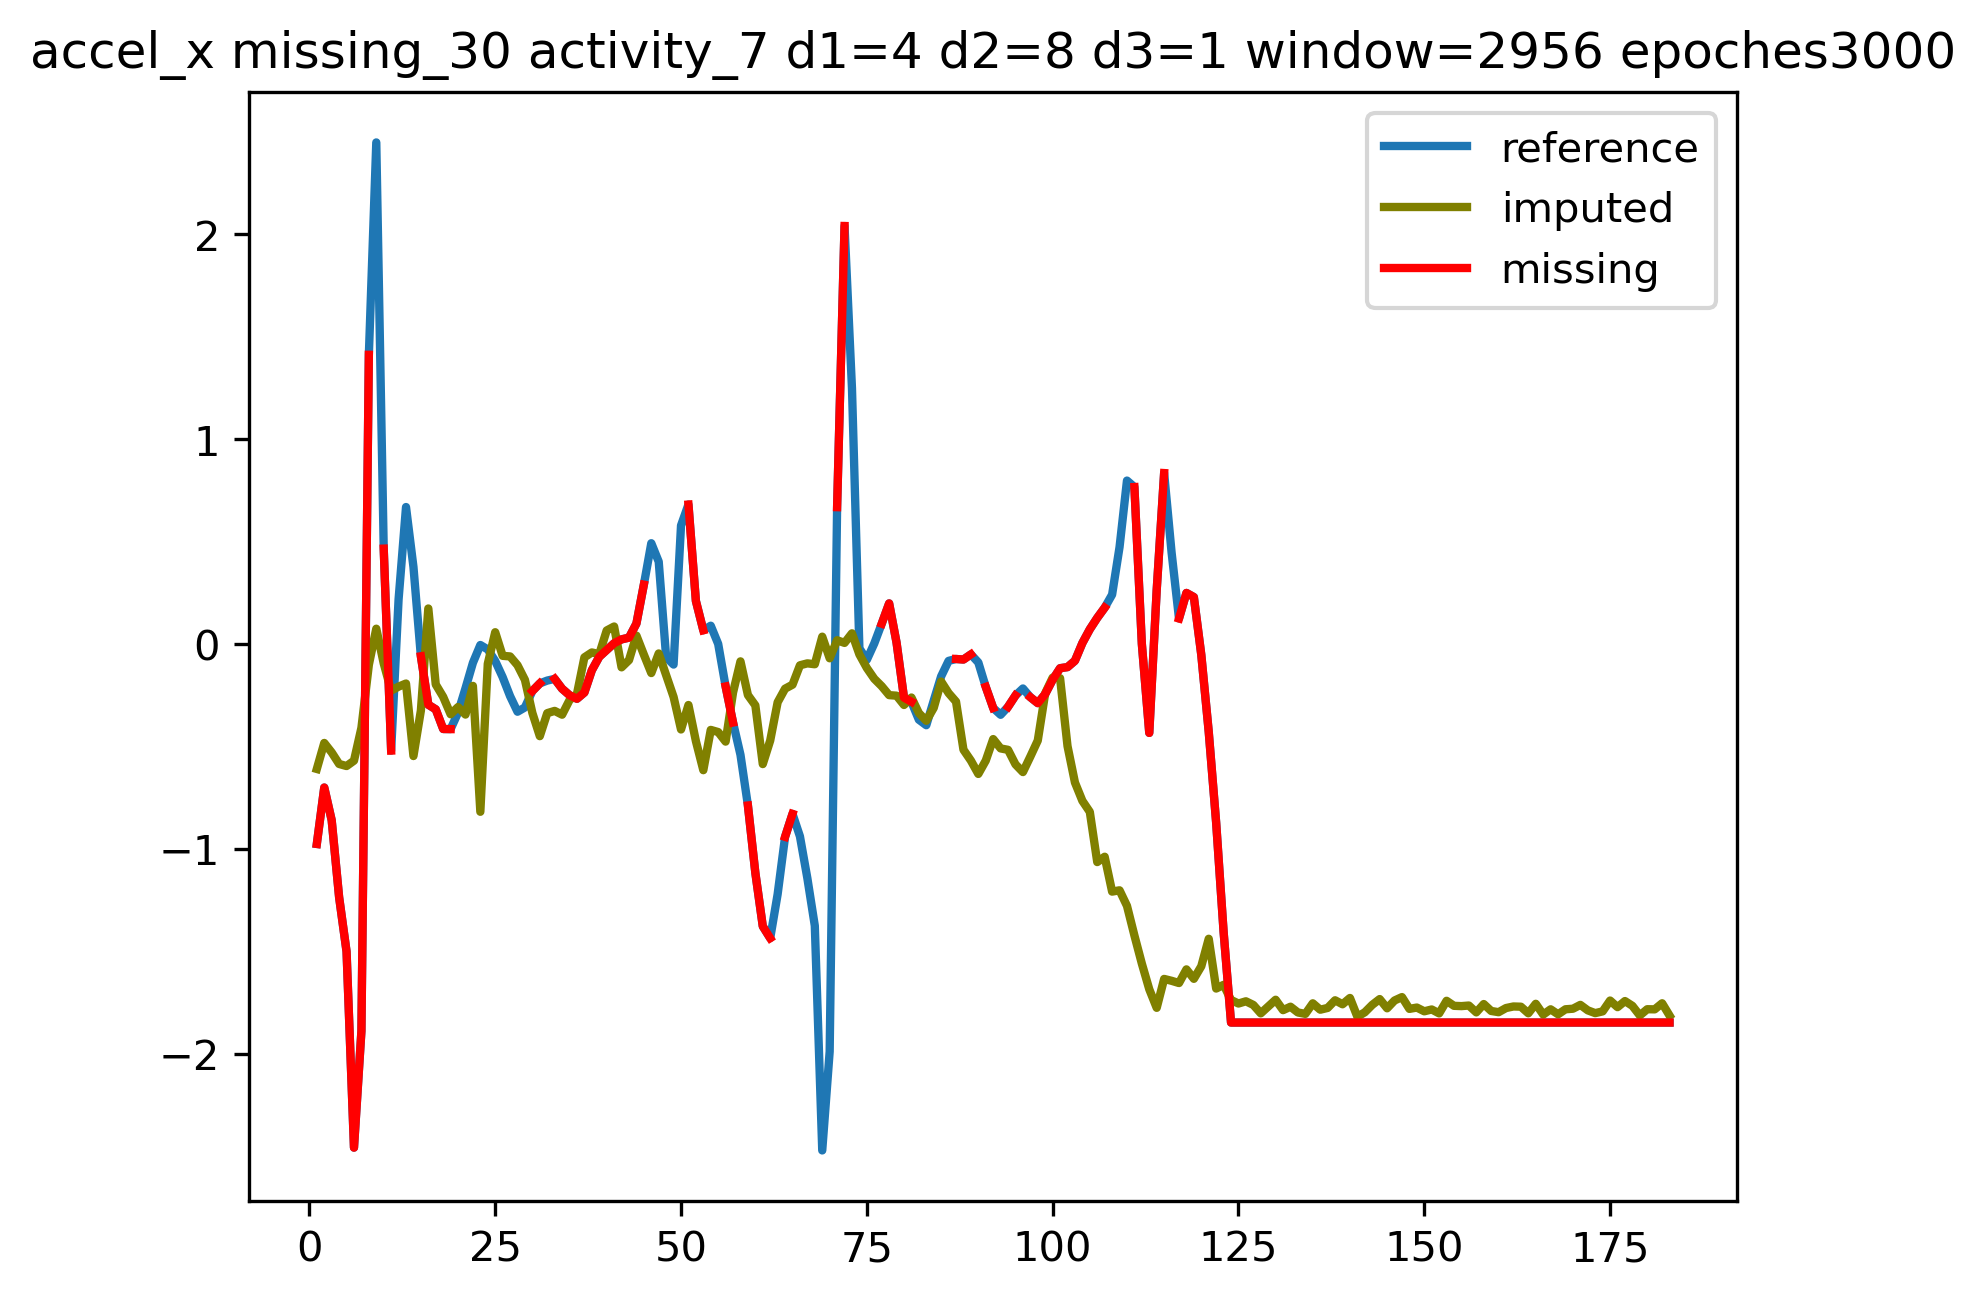 accel_x missing_30 activity_7 d1=4 d2=8 d3=1 window=2956 epoches3000
reference
imputed
missing
2
1
0
−1
−2
0 25 50 75 100 125 150 175